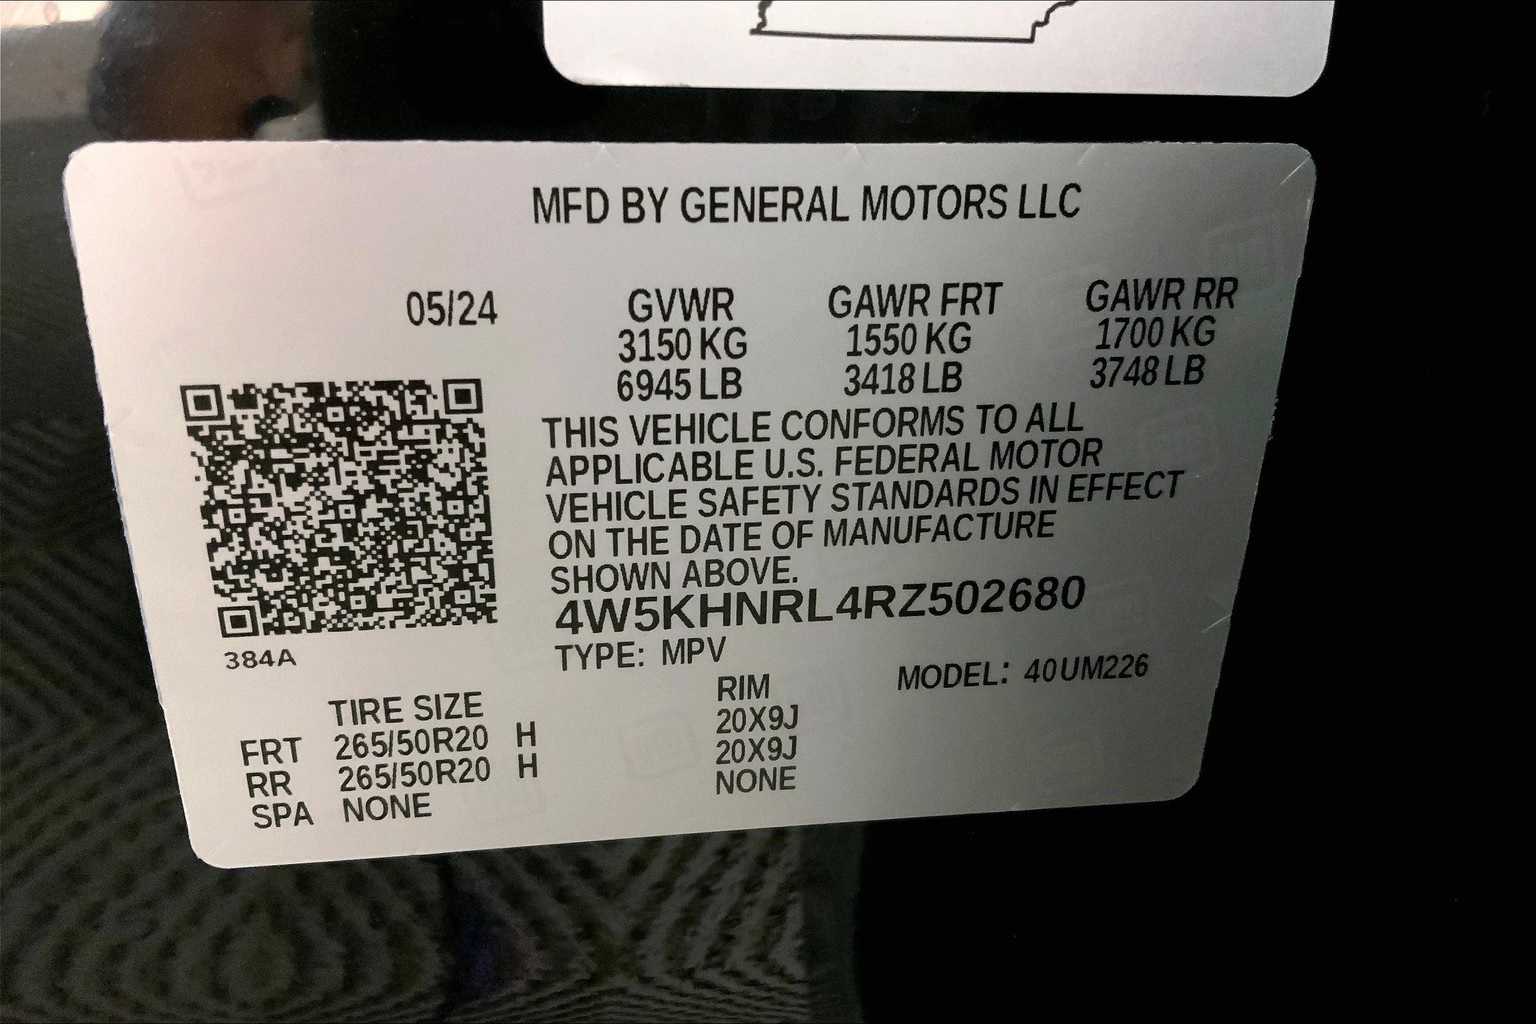 MFD BY GENERAL MOTORS LLC
05/24 GVWR GAWR FRT GAWR RR
3150 KG 1550 KG 1700 KG
6945 LB 3418 LB 3748 LB
THIS VEHICLE CONFORMS TO ALL
APPLICABLE U.S. FEDERAL MOTOR
VEHICLE SAFETY STANDARDS IN EFFECT
ON THE DATE OF MANUFACTURE
SHOWN ABOVE.
4W5KHNRL4RZ502680
384A
TYPE: MPV
MODEL: 40UM226
TIRE SIZE RIM
FRT 265/50R20 H 20X9J
RR 265/50R20 H 20X9J
SPA NONE NONE